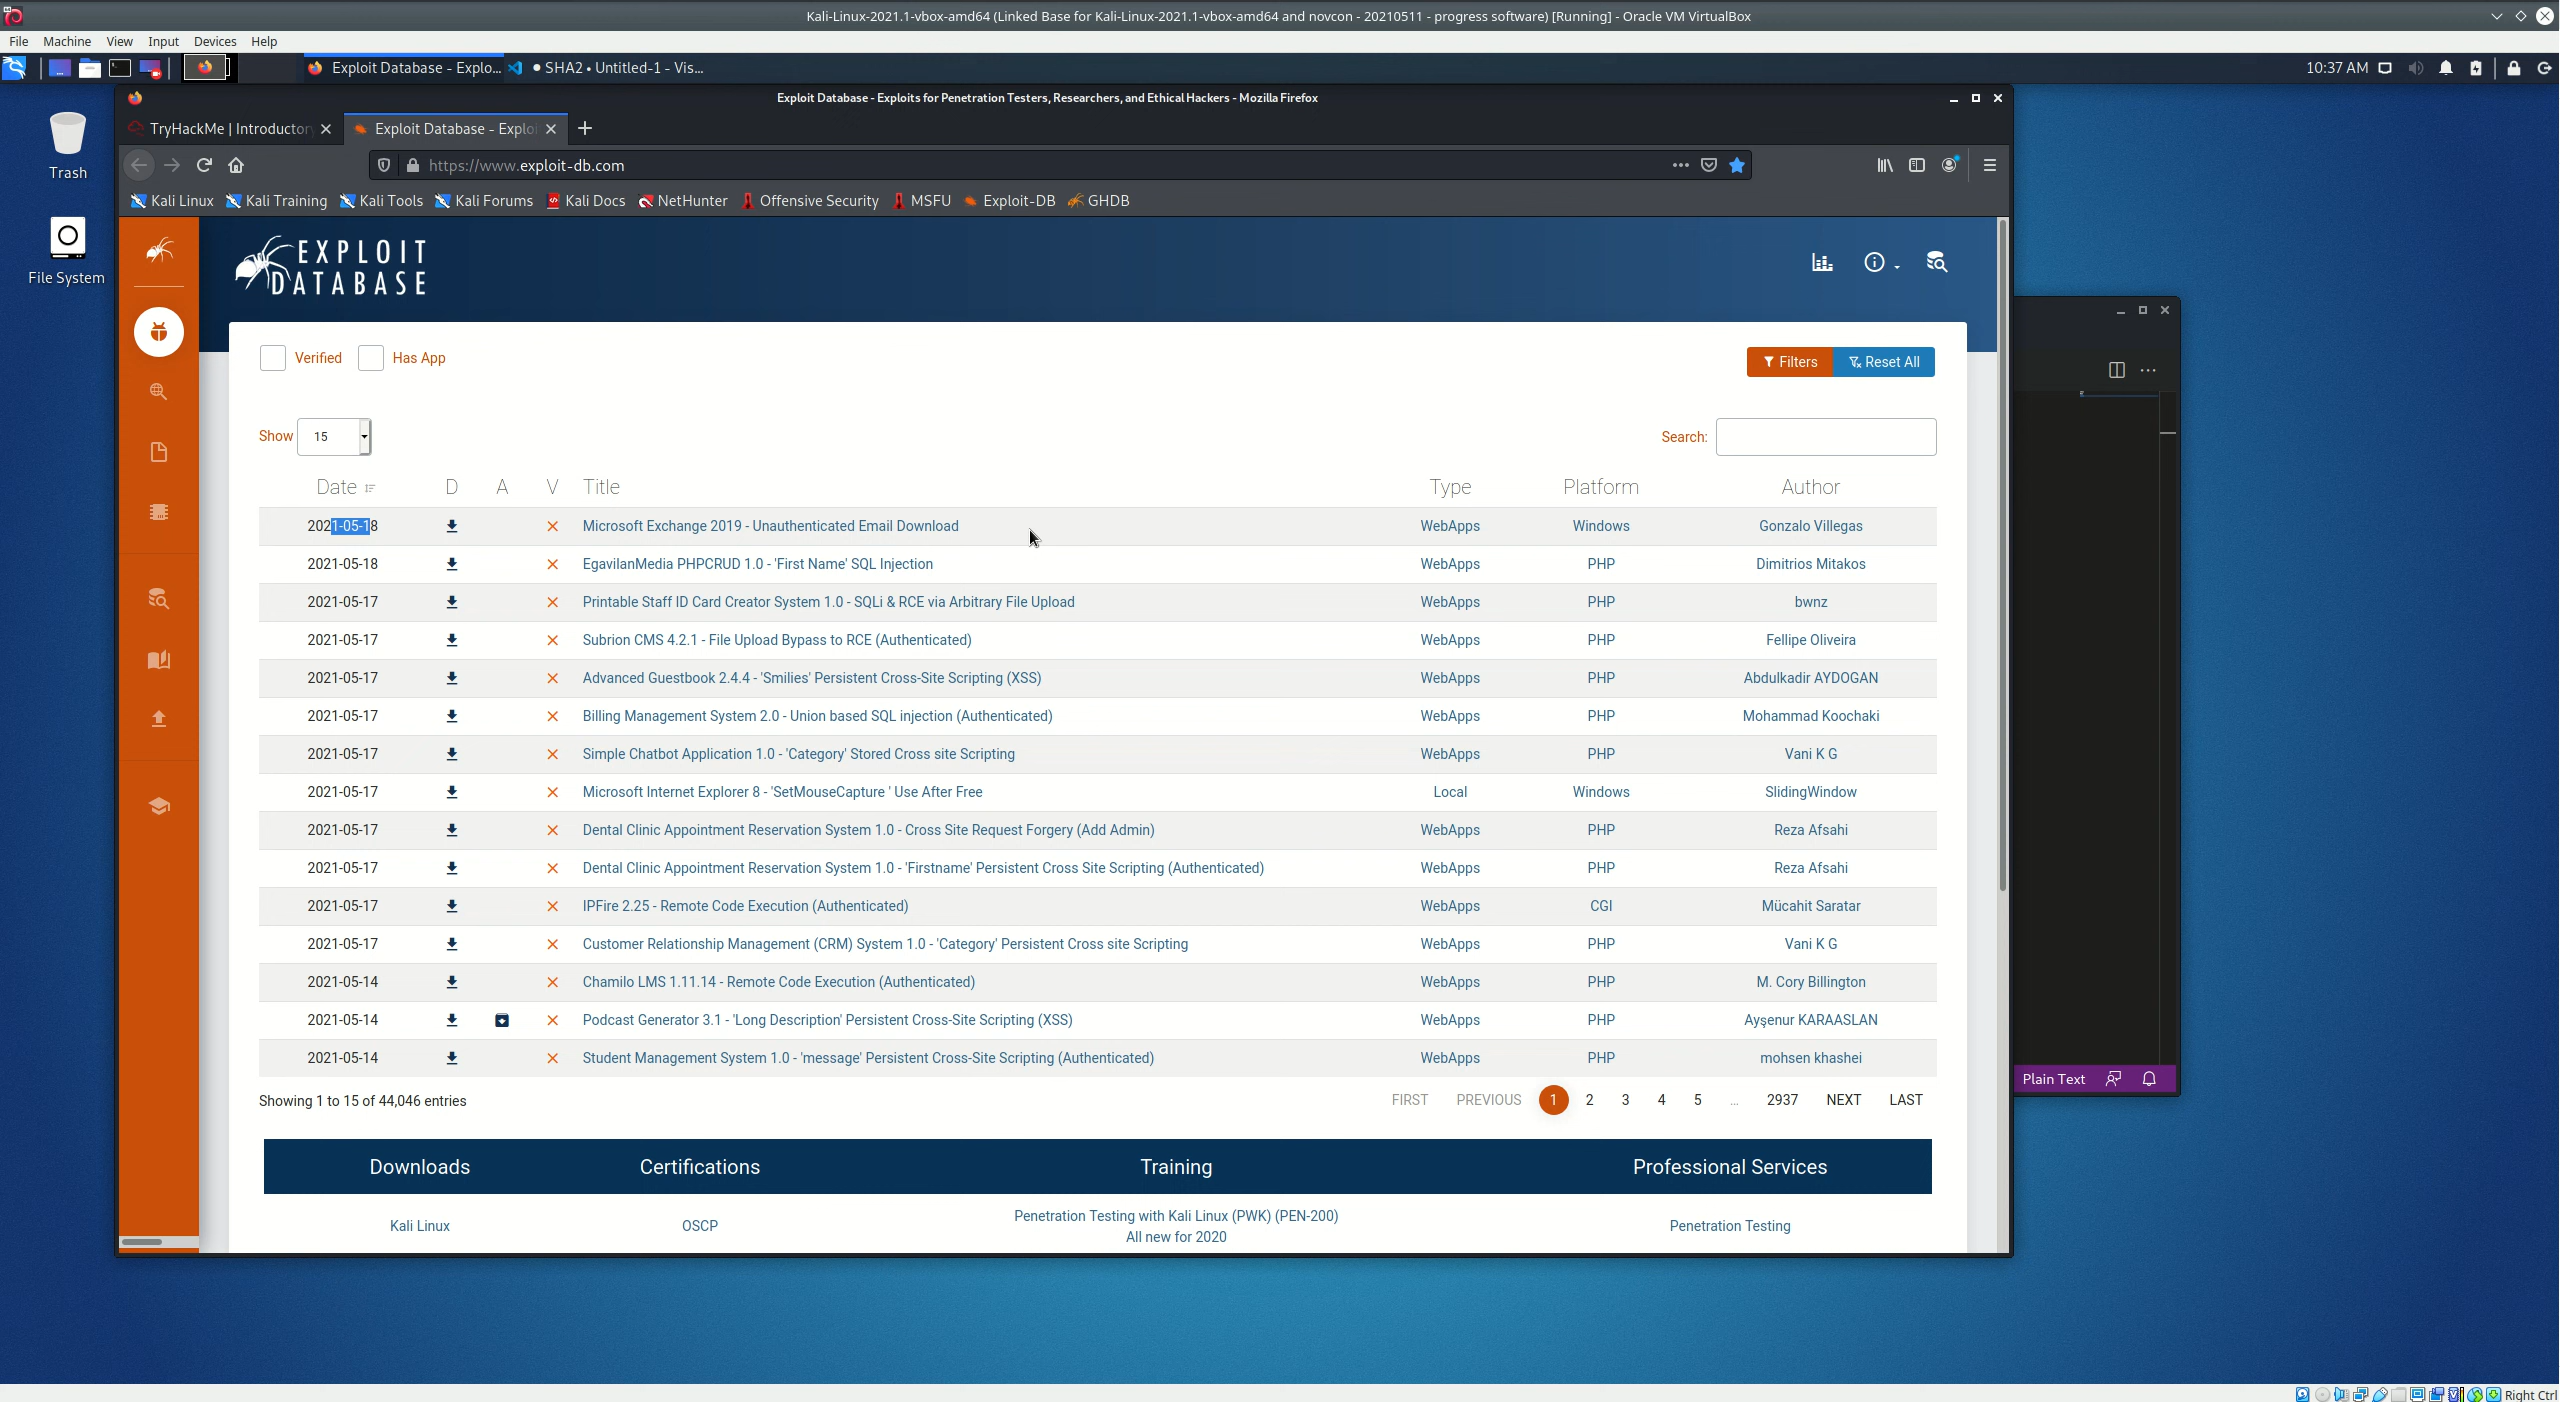 Kali-Linux-2021.1-vbox-amd64 (Linked Base for Kali-Linux-2021.1-vbox-amd64 and novcon - 20210511 - progress software) [Running] - Oracle VM VirtualBox
File Machine View Input Devices Help
Exploit Database - Explo... SHA2 • Untitled-1 - Vis... 10:37 AM
Exploit Database - Exploits for Penetration Testers, Researchers, and Ethical Hackers - Mozilla Firefox
TryHackMe | Introductory Exploit Database - Exploi
Trash
https://www.exploit-db.com
Kali Linux Kali Training Kali Tools Kali Forums Kali Docs NetHunter Offensive Security MSFU Exploit-DB GHDB
File System
EXPLOIT
DATABASE
Verified Has App Filters Reset All
Show 15 Search:
Date D A V Title Type Platform Author
2021-05-18 Microsoft Exchange 2019 - Unauthenticated Email Download WebApps Windows Gonzalo Villegas
2021-05-18 EgavilanMedia PHPCRUD 1.0 - 'First Name' SQL Injection WebApps PHP Dimitrios Mitakos
2021-05-17 Printable Staff ID Card Creator System 1.0 - SQLi & RCE via Arbitrary File Upload WebApps PHP bwnz
2021-05-17 Subrion CMS 4.2.1 - File Upload Bypass to RCE (Authenticated) WebApps PHP Fellipe Oliveira
2021-05-17 Advanced Guestbook 2.4.4 - 'Smilies' Persistent Cross-Site Scripting (XSS) WebApps PHP Abdulkadir AYDOGAN
2021-05-17 Billing Management System 2.0 - Union based SQL injection (Authenticated) WebApps PHP Mohammad Koochaki
2021-05-17 Simple Chatbot Application 1.0 - 'Category' Stored Cross site Scripting WebApps PHP Vani K G
2021-05-17 Microsoft Internet Explorer 8 - 'SetMouseCapture ' Use After Free Local Windows SlidingWindow
2021-05-17 Dental Clinic Appointment Reservation System 1.0 - Cross Site Request Forgery (Add Admin) WebApps PHP Reza Afsahi
2021-05-17 Dental Clinic Appointment Reservation System 1.0 - 'Firstname' Persistent Cross Site Scripting (Authenticated) WebApps PHP Reza Afsahi
2021-05-17 IPFire 2.25 - Remote Code Execution (Authenticated) WebApps CGI Mücahit Saratar
2021-05-17 Customer Relationship Management (CRM) System 1.0 - 'Category' Persistent Cross site Scripting WebApps PHP Vani K G
2021-05-14 Chamilo LMS 1.11.14 - Remote Code Execution (Authenticated) WebApps PHP M. Cory Billington
2021-05-14 Podcast Generator 3.1 - 'Long Description' Persistent Cross-Site Scripting (XSS) WebApps PHP Ayşenur KARAASLAN
2021-05-14 Student Management System 1.0 - 'message' Persistent Cross-Site Scripting (Authenticated) WebApps PHP mohsen khashei
Plain Text
Showing 1 to 15 of 44,046 entries FIRST PREVIOUS 1 2 3 4 5 ... 2937 NEXT LAST
Downloads Certifications Training Professional Services
Kali Linux OSCP Penetration Testing with Kali Linux (PWK) (PEN-200) Penetration Testing
All new for 2020
Right Ctrl